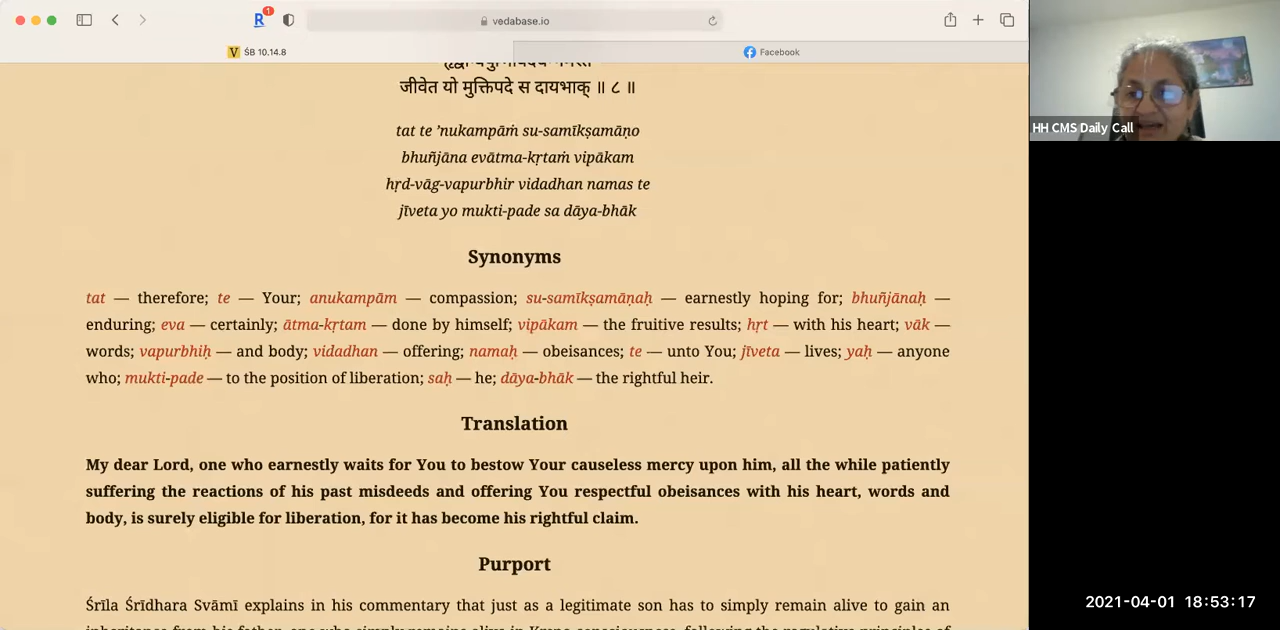 1
vedabase.io
V ŚB 10.14.8
Facebook
जीवेत यो मुक्तिपदे स दायभाक् ॥ ८ ॥
tat te ’nukampāṁ su-samīkṣamāṇo
bhuñjāna evātma-kṛtaṁ vipākam
hṛd-vāg-vapurbhir vidadhan namas te
jīveta yo mukti-pade sa dāya-bhāk
Synonyms
tat — therefore; te — Your; anukampām — compassion; su-samīkṣamāṇaḥ — earnestly hoping for; bhuñjānaḥ —
enduring; eva — certainly; ātma-kṛtam — done by himself; vipākam — the fruitive results; hṛt — with his heart; vāk —
words; vapurbhiḥ — and body; vidadhan — offering; namaḥ — obeisances; te — unto You; jīveta — lives; yaḥ — anyone
who; mukti-pade — to the position of liberation; saḥ — he; dāya-bhāk — the rightful heir.
Translation
My dear Lord, one who earnestly waits for You to bestow Your causeless mercy upon him, all the while patiently
suffering the reactions of his past misdeeds and offering You respectful obeisances with his heart, words and
body, is surely eligible for liberation, for it has become his rightful claim.
Purport
Śrīla Śrīdhara Svāmī explains in his commentary that just as a legitimate son has to simply remain alive to gain an
HH CMS Daily Call
2021-04-01 18:53:17